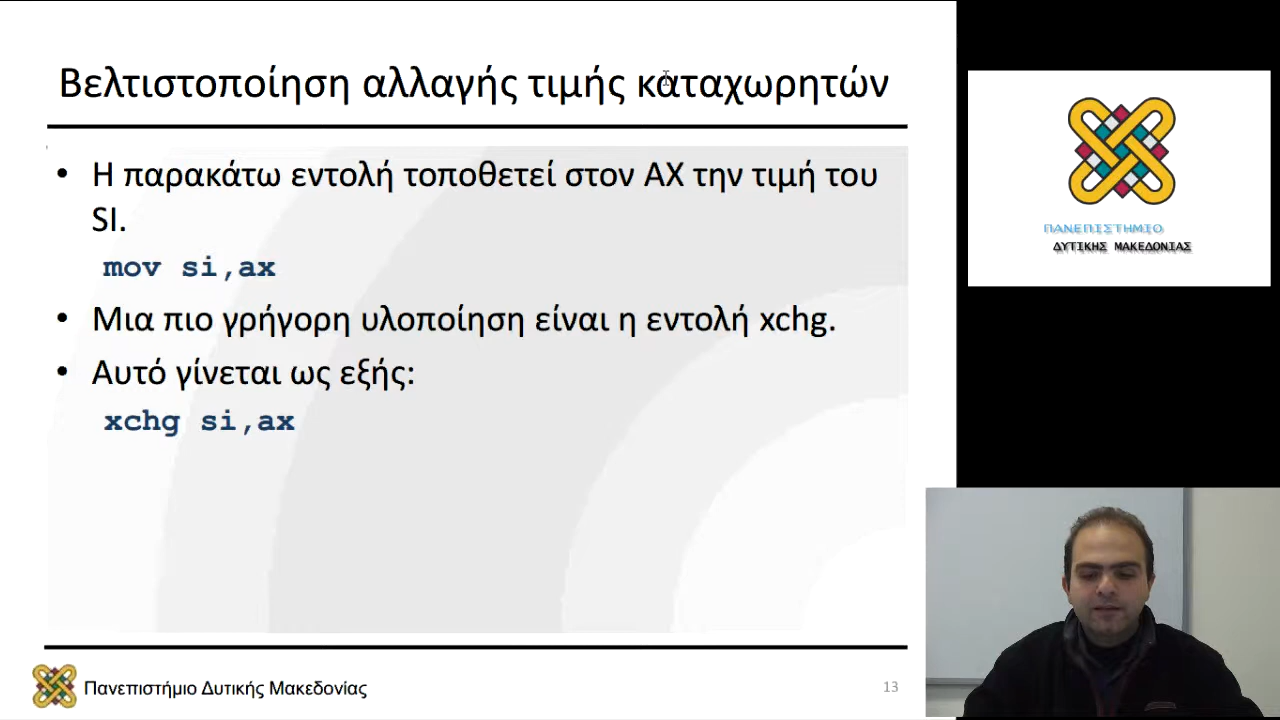 Βελτιστοποίηση αλλαγής τιμής καταχωρητών
• Η παρακάτω εντολή τοποθετεί στον AX την τιμή του
SI.
mov si,ax
• Μια πιο γρήγορη υλοποίηση είναι η εντολή xchg.
• Αυτό γίνεται ως εξής:
xchg si,ax
Πανεπιστήμιο Δυτικής Μακεδονίας
13
ΠΑΝΕΠΙΣΤΗΜΙΟ
ΔΥΤΙΚΗΣ ΜΑΚΕΔΟΝΙΑΣ